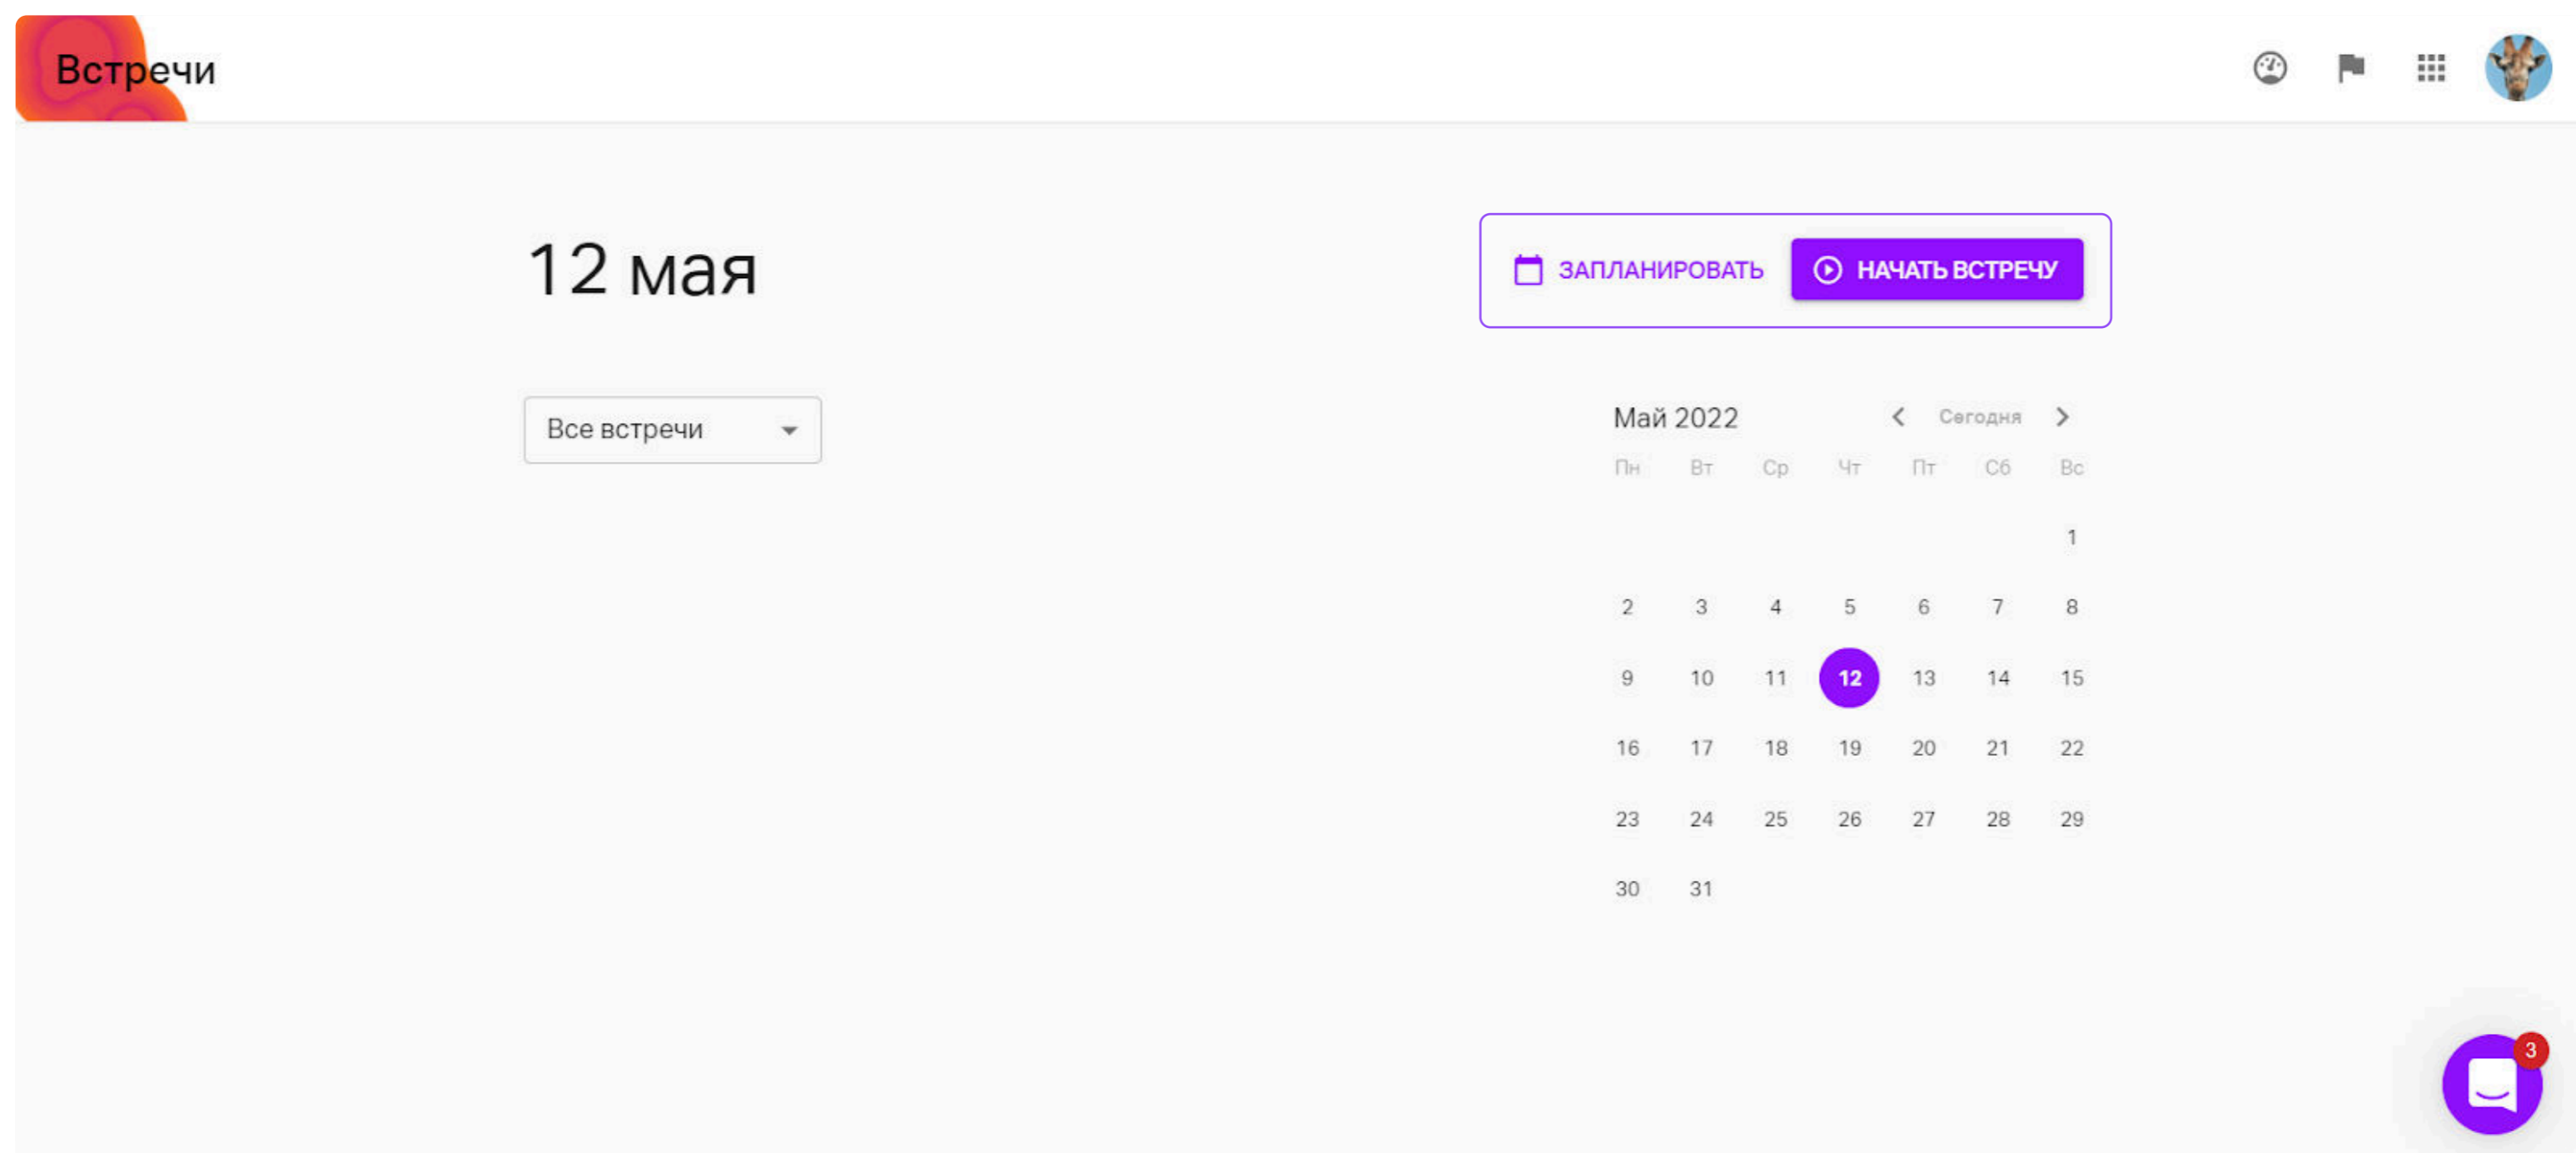 Встречи
12 мая
ЗАПЛАНИРОВАТЬ
НАЧАТЬ ВСТРЕЧУ
Все встречи
Май 2022
Сегодня
Пн Вт Ср Чт Пт Сб Вс
1
2 3 4 5 6 7 8
9 10 11 12 13 14 15
16 17 18 19 20 21 22
23 24 25 26 27 28 29
30 31
3